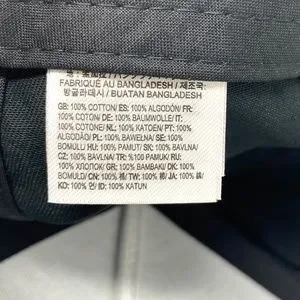 FABRIQUÉ AU BANGLADESH / 제조국:
방글라데시 / BUATAN BANGLADESH
GB: 100% COTTON/ ES: 100% ALGODÓN/ FR:
100% COTON/ DE: 100% BAUMWOLLE/ IT:
100% COTONE/ NL: 100% KATOEN/ PT: 100%
ALGODÃO/ PL: 100% BAWEŁNA/ SE: 100%
BOMULL/ HU: 100% PAMUT/ SK: 100% BAVLNA/
CZ: 100% BAVLNA/ TR: %100 PAMUK/ RU:
100% ХЛОПОК/ GR: 100% ΒΑΜΒΑΚΙ/ DK: 100%
BOMULD/ CN: 100% 棉/ TW: 100% 棉/ JA: 100% 綿/
KO: 100% 면/ ID: 100% KATUN